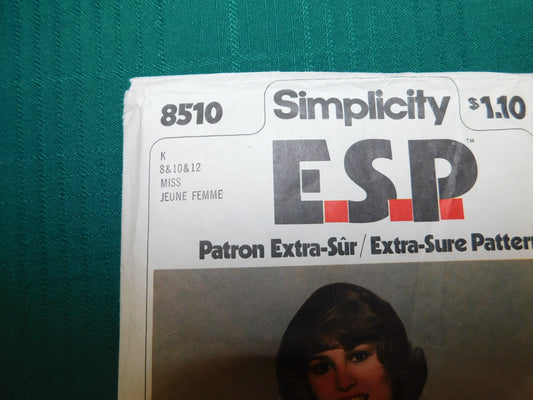 8510 Simplicity $1.10
K
8&10&12
MISS
JEUNE FEMME
E.S.P.™
Patron Extra-Sûr/Extra-Sure Pattern